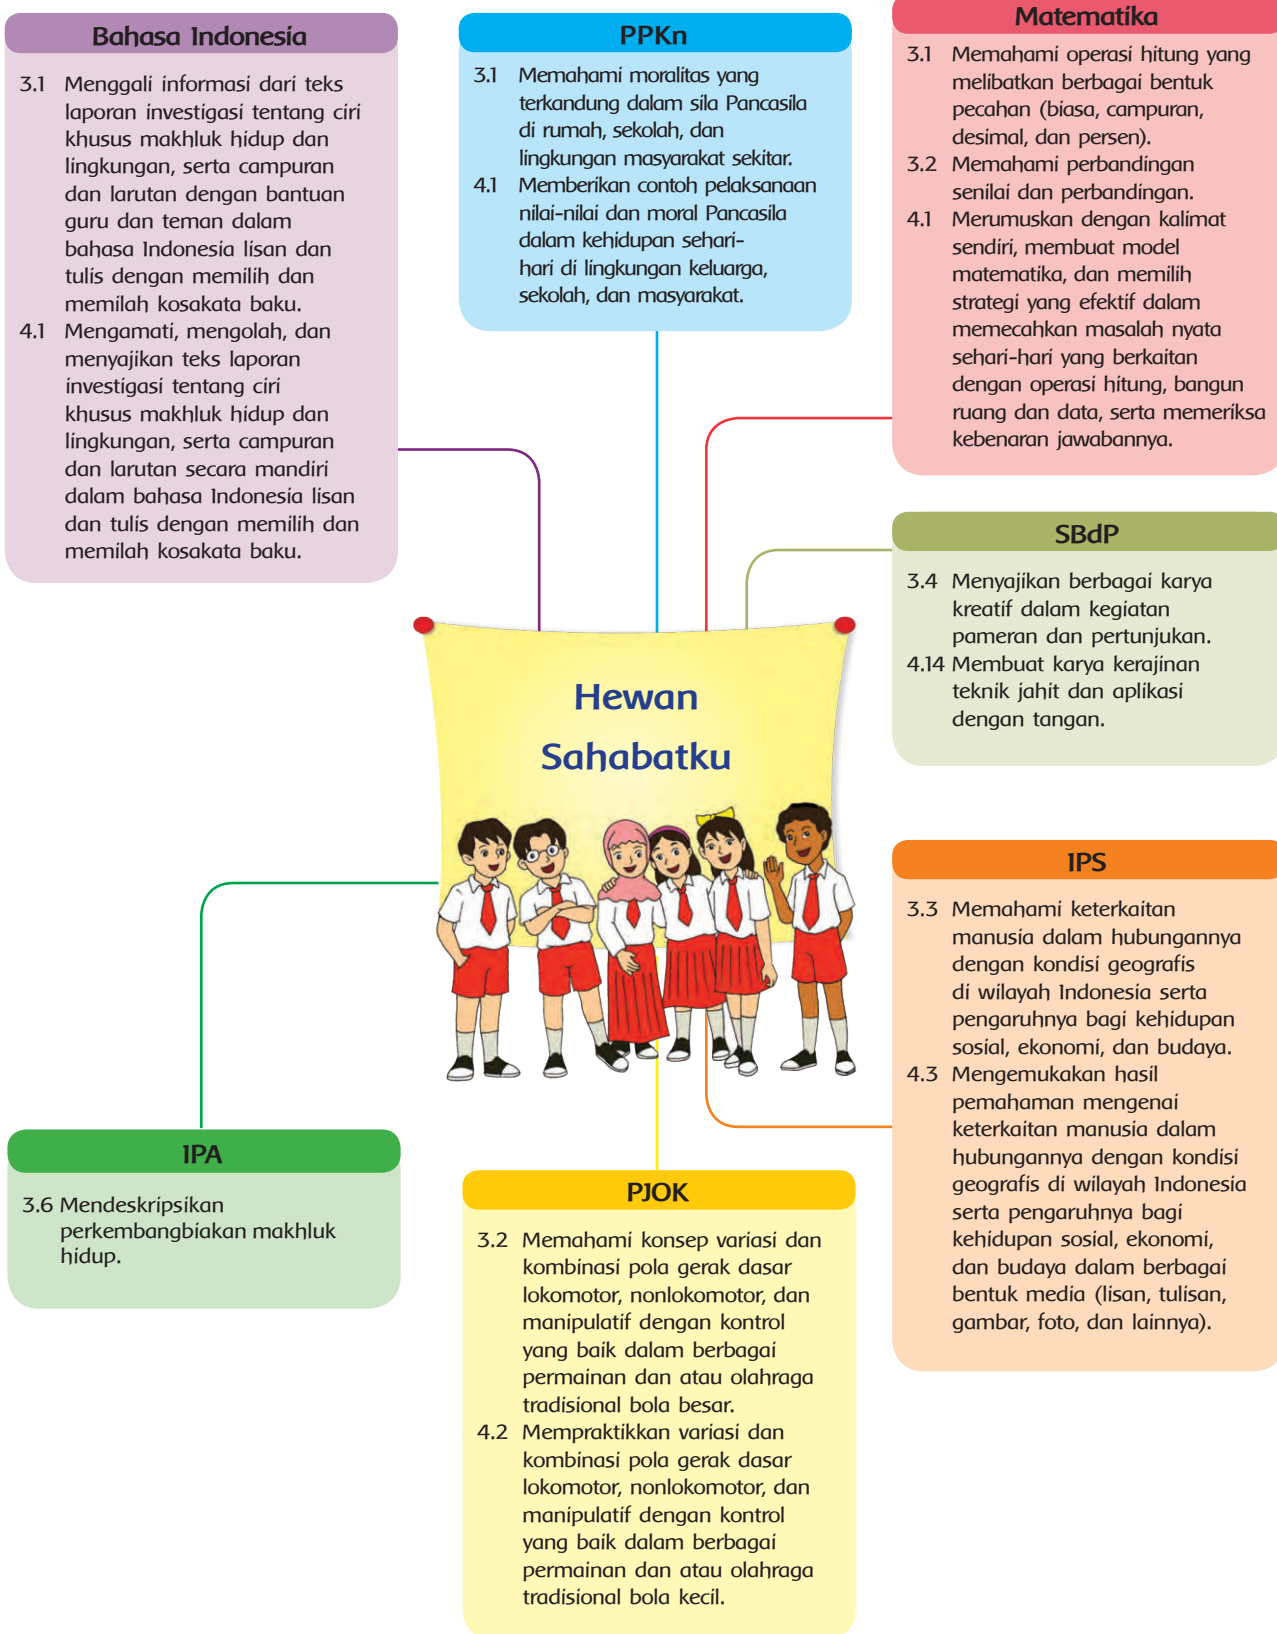 Bahasa Indonesia
3.1 Menggali informasi dari teks
laporan investigasi tentang ciri
khusus makhluk hidup dan
lingkungan, serta campuran
dan larutan dengan bantuan
guru dan teman dalam
bahasa Indonesia lisan dan
tulis dengan memilih dan
memilah kosakata baku.
4.1 Mengamati, mengolah, dan
menyajikan teks laporan
investigasi tentang ciri
khusus makhluk hidup dan
lingkungan, serta campuran
dan larutan secara mandiri
dalam bahasa Indonesia lisan
dan tulis dengan memilih dan
memilah kosakata baku.
PPKn
3.1 Memahami moralitas yang
terkandung dalam sila Pancasila
di rumah, sekolah, dan
lingkungan masyarakat sekitar.
4.1 Memberikan contoh pelaksanaan
nilai-nilai dan moral Pancasila
dalam kehidupan sehari-
hari di lingkungan keluarga,
sekolah, dan masyarakat.
Matematika
3.1 Memahami operasi hitung yang
melibatkan berbagai bentuk
pecahan (biasa, campuran,
desimal, dan persen).
3.2 Memahami perbandingan
senilai dan perbandingan.
4.1 Merumuskan dengan kalimat
sendiri, membuat model
matematika, dan memilih
strategi yang efektif dalam
memecahkan masalah nyata
sehari-hari yang berkaitan
dengan operasi hitung, bangun
ruang dan data, serta memeriksa
kebenaran jawabannya.
SBdP
3.4 Menyajikan berbagai karya
kreatif dalam kegiatan
pameran dan pertunjukan.
4.14 Membuat karya kerajinan
teknik jahit dan aplikasi
dengan tangan.
Hewan
Sahabatku
IPS
3.3 Memahami keterkaitan
manusia dalam hubungannya
dengan kondisi geografis
di wilayah Indonesia serta
pengaruhnya bagi kehidupan
sosial, ekonomi, dan budaya.
4.3 Mengemukakan hasil
pemahaman mengenai
keterkaitan manusia dalam
hubungannya dengan kondisi
geografis di wilayah Indonesia
serta pengaruhnya bagi
kehidupan sosial, ekonomi,
dan budaya dalam berbagai
bentuk media (lisan, tulisan,
gambar, foto, dan lainnya).
IPA
3.6 Mendeskripsikan
perkembangbiakan makhluk
hidup.
PJOK
3.2 Memahami konsep variasi dan
kombinasi pola gerak dasar
lokomotor, nonlokomotor, dan
manipulatif dengan kontrol
yang baik dalam berbagai
permainan dan atau olahraga
tradisional bola besar.
4.2 Mempraktikkan variasi dan
kombinasi pola gerak dasar
lokomotor, nonlokomotor, dan
manipulatif dengan kontrol
yang baik dalam berbagai
permainan dan atau olahraga
tradisional bola kecil.